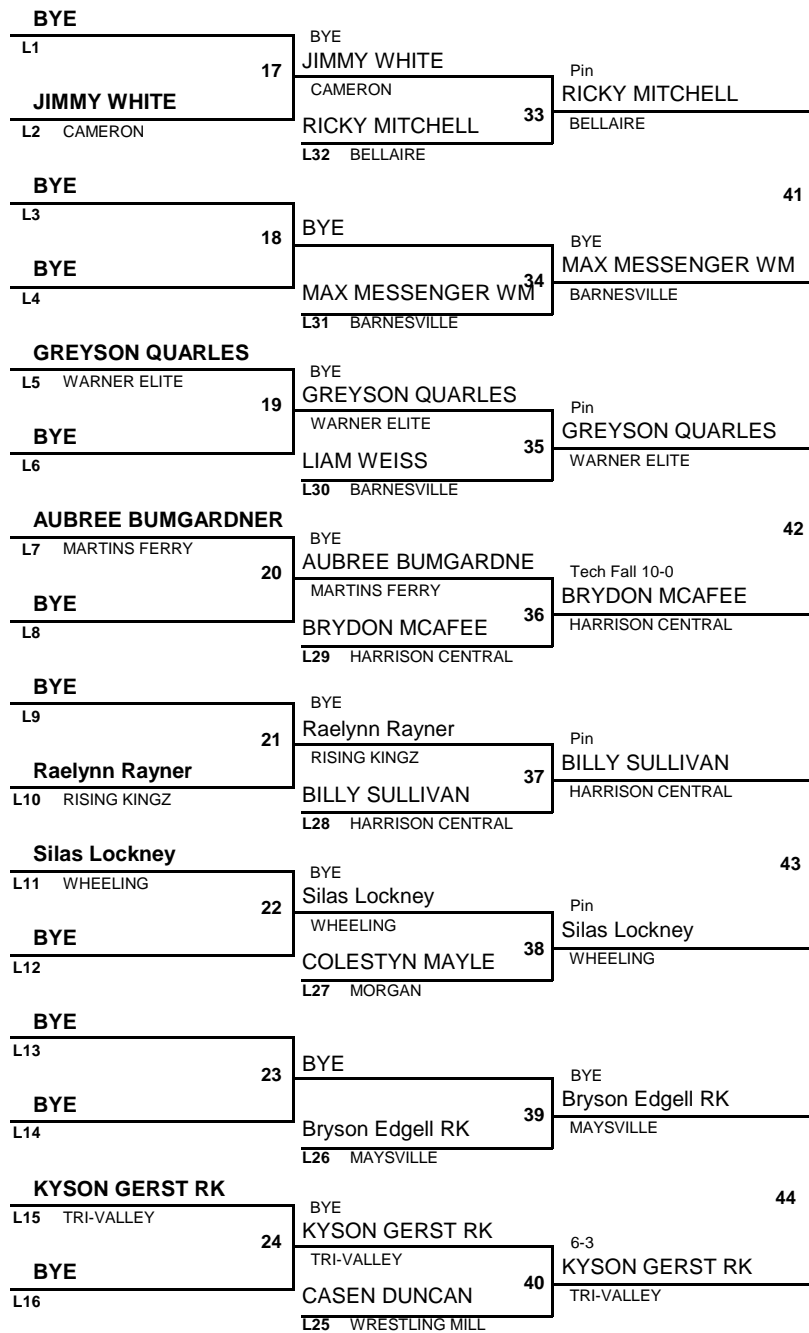 BYE
L1
17
JIMMY WHITE
L2 CAMERON
BYE
JIMMY WHITE
CAMERON
33
RICKY MITCHELL
L32 BELLAIRE
Pin
RICKY MITCHELL
BELLAIRE
41
BYE
L3
18
BYE
L4
BYE
34
MAX MESSENGER WM
L31 BARNESVILLE
BYE
MAX MESSENGER WM
BARNESVILLE
GREYSON QUARLES
L5 WARNER ELITE
19
BYE
L6
BYE
GREYSON QUARLES
WARNER ELITE
35
LIAM WEISS
L30 BARNESVILLE
Pin
GREYSON QUARLES
WARNER ELITE
42
AUBREE BUMGARDNER
L7 MARTINS FERRY
20
BYE
L8
BYE
AUBREE BUMGARDNE
MARTINS FERRY
36
BRYDON MCAFEE
L29 HARRISON CENTRAL
Tech Fall 10-0
BRYDON MCAFEE
HARRISON CENTRAL
BYE
L9
21
Raelynn Rayner
L10 RISING KINGZ
BYE
Raelynn Rayner
RISING KINGZ
37
BILLY SULLIVAN
L28 HARRISON CENTRAL
Pin
BILLY SULLIVAN
HARRISON CENTRAL
43
Silas Lockney
L11 WHEELING
22
BYE
L12
BYE
Silas Lockney
WHEELING
38
COLESTYN MAYLE
L27 MORGAN
Pin
Silas Lockney
WHEELING
BYE
L13
23
BYE
L14
BYE
39
Bryson Edgell RK
L26 MAYSVILLE
BYE
Bryson Edgell RK
MAYSVILLE
44
KYSON GERST RK
L15 TRI-VALLEY
24
BYE
L16
BYE
KYSON GERST RK
TRI-VALLEY
40
CASEN DUNCAN
L25 WRESTLING MILL
6-3
KYSON GERST RK
TRI-VALLEY